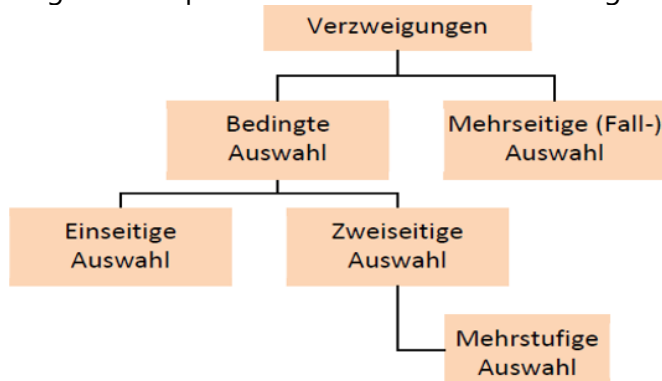 Verzweigungen
Bedingte
Auswahl
Mehrseitige (Fall-)
Auswahl
Einseitige
Auswahl
Zweiseitige
Auswahl
Mehrstufige
Auswahl